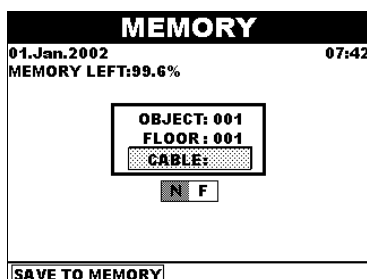 MEMORY
01.Jan.2002 07:42
MEMORY LEFT:99.6%
OBJECT: 001
FLOOR: 001
CABLE:
N F
SAVE TO MEMORY